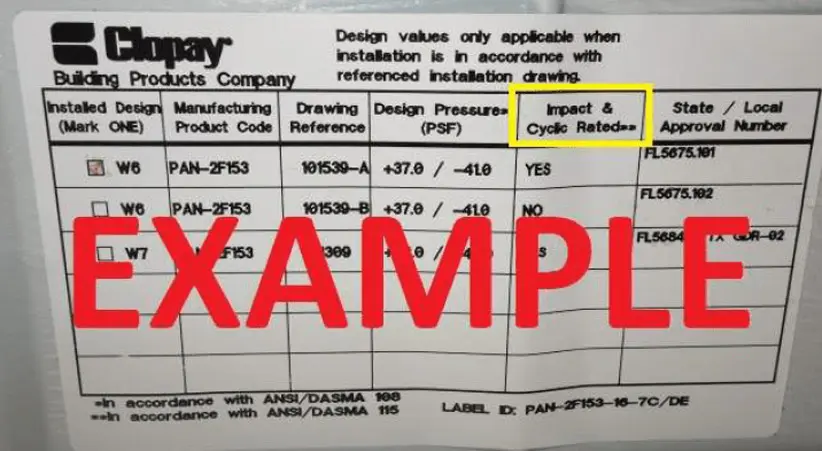 Clopay
Building Products Company
Design values only applicable when
installation is in accordance with
referenced installation drawing.
Installed Design
(Mark ONE)
Manufacturing
Product Code
Drawing
Reference
Design Pressure*
(PSF)
Impact &
Cyclic Rated**
State / Local
Approval Number
W6 PAN-2F153 101539-A +37.0 / -41.0 YES FL5675.101
W6 PAN-2F153 101539-B +37.0 / -41.0 NO FL5675.102
W7
EXAMPLE
*In accordance with ANSI/DASMA 108
**In accordance with ANSI/DASMA 115
LABEL ID: PAN-2F153-16-7C/DE